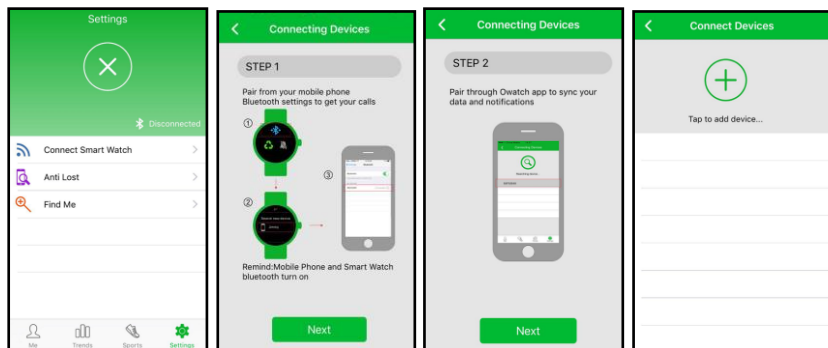 Settings
Disconnected
Connect Smart Watch
Anti Lost
Find Me
Me
Trends
Sports
Settings
Connecting Devices
STEP 1
Pair from your mobile phone
Bluetooth settings to get your calls
①
③
②
Remind:Mobile Phone and Smart Watch
bluetooth turn on
Next
Connecting Devices
STEP 2
Pair through Owatch app to sync your
data and notifications
Connecting Devices
Next
Connect Devices
Tap to add device...